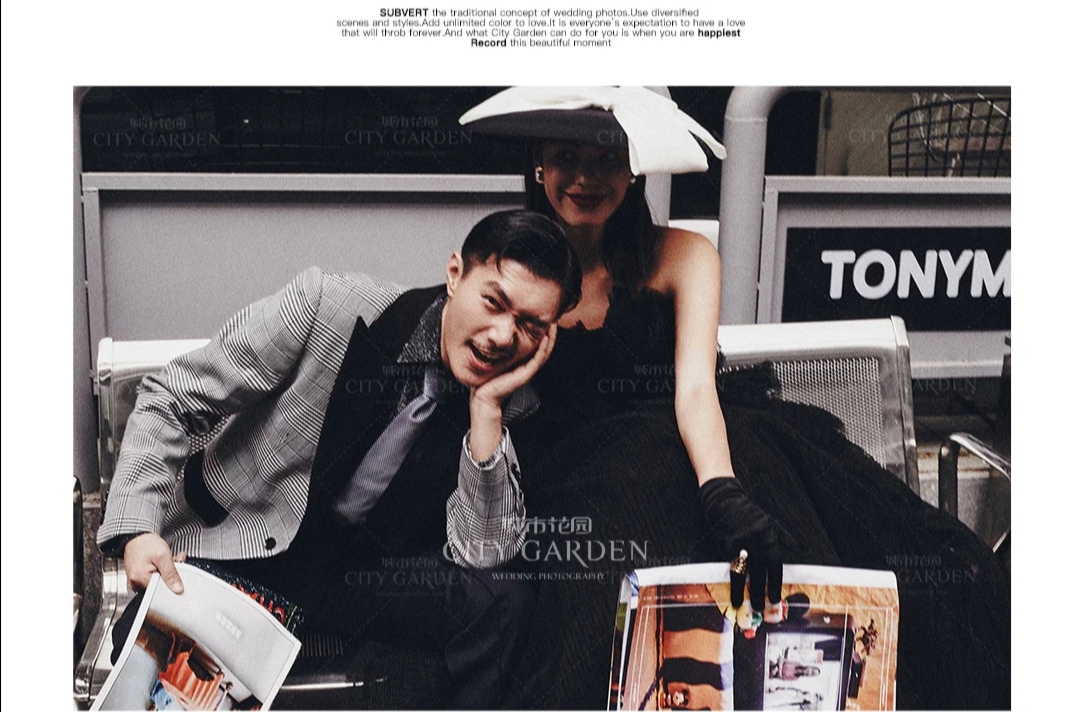 SUBVERT the traditional concept of wedding photos.Use diversified
scenes and styles.Add unlimited color to love.It is everyone's expectation to have a love
that will throb forever.And what City Garden can do for you is when you are happiest
Record this beautiful moment
城市花园
CITY GARDEN
城市花园
CITY GARDEN
CITY GARDEN
TONYM
城市花园
CITY GARDEN
城市花园
CITY GARDEN
CITY GARDEN
城市花园
CITY GARDEN
WEDDING PHOTOGRAPHY
城市花园
CITY GARDEN
城市花园
CITY GARDEN